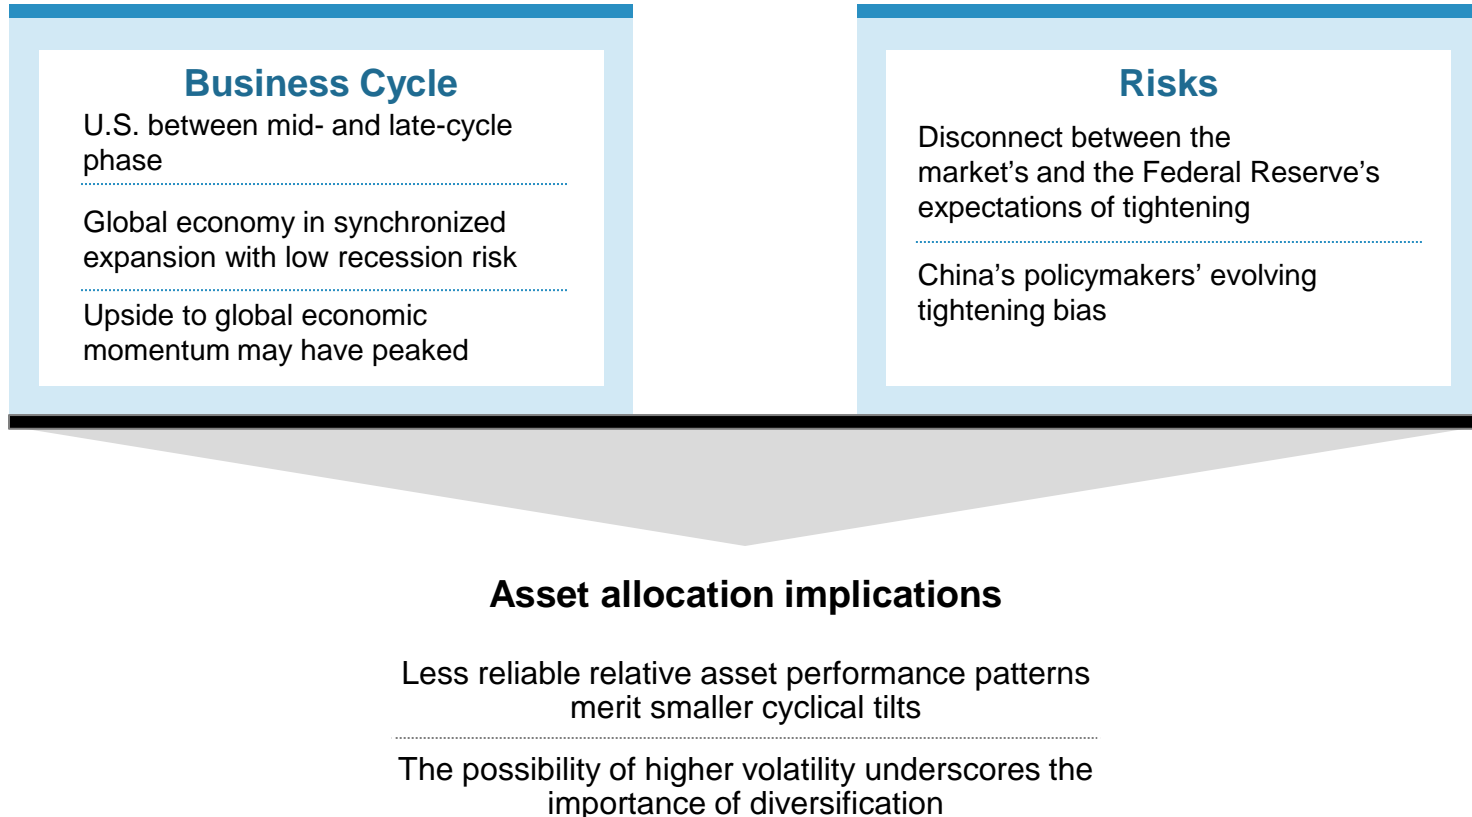 Business Cycle
U.S. between mid- and late-cycle
phase
Global economy in synchronized
expansion with low recession risk
Upside to global economic
momentum may have peaked
Risks
Disconnect between the
market’s and the Federal Reserve’s
expectations of tightening
China’s policymakers’ evolving
tightening bias
Asset allocation implications
Less reliable relative asset performance patterns
merit smaller cyclical tilts
The possibility of higher volatility underscores the
importance of diversification